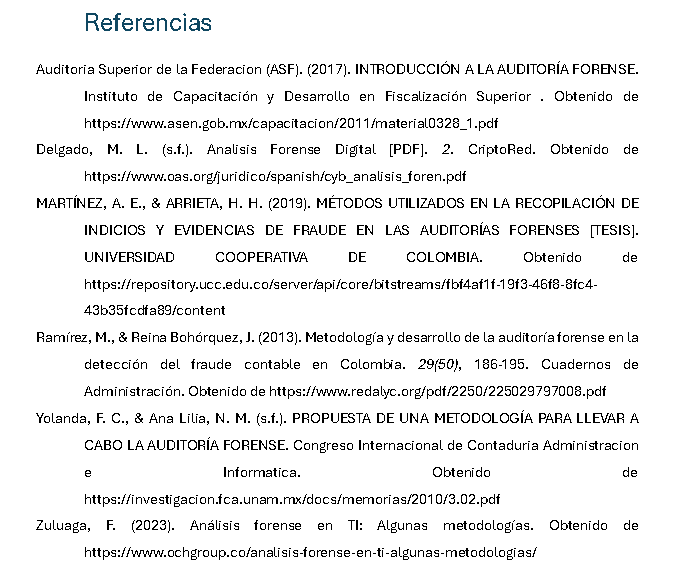 Referencias
Auditoria Superior de la Federacion (ASF). (2017). INTRODUCCIÓN A LA AUDITORÍA FORENSE.
Instituto de Capacitación y Desarrollo en Fiscalización Superior . Obtenido de
https://www.asen.gob.mx/capacitacion/2011/material0328_1.pdf
Delgado, M. L. (s.f.). Analisis Forense Digital [PDF]. 2. CriptoRed. Obtenido de
https://www.oas.org/juridico/spanish/cyb_analisis_foren.pdf
MARTÍNEZ, A. E., & ARRIETA, H. H. (2019). MÉTODOS UTILIZADOS EN LA RECOPILACIÓN DE
INDICIOS Y EVIDENCIAS DE FRAUDE EN LAS AUDITORÍAS FORENSES [TESIS].
UNIVERSIDAD COOPERATIVA DE COLOMBIA. Obtenido de
https://repository.ucc.edu.co/server/api/core/bitstreams/fbf4af1f-19f3-46f8-8fc4-
43b35fcdfa89/content
Ramírez, M., & Reina Bohórquez, J. (2013). Metodología y desarrollo de la auditoría forense en la
detección del fraude contable en Colombia. 29(50), 186-195. Cuadernos de
Administración. Obtenido de https://www.redalyc.org/pdf/2250/225029797008.pdf
Yolanda, F. C., & Ana Lilia, N. M. (s.f.). PROPUESTA DE UNA METODOLOGÍA PARA LLEVAR A
CABO LA AUDITORÍA FORENSE. Congreso Internacional de Contaduria Administracion
e Informatica. Obtenido de
https://investigacion.fca.unam.mx/docs/memorias/2010/3.02.pdf
Zuluaga, F. (2023). Análisis forense en TI: Algunas metodologías. Obtenido de
https://www.ochgroup.co/analisis-forense-en-ti-algunas-metodologias/